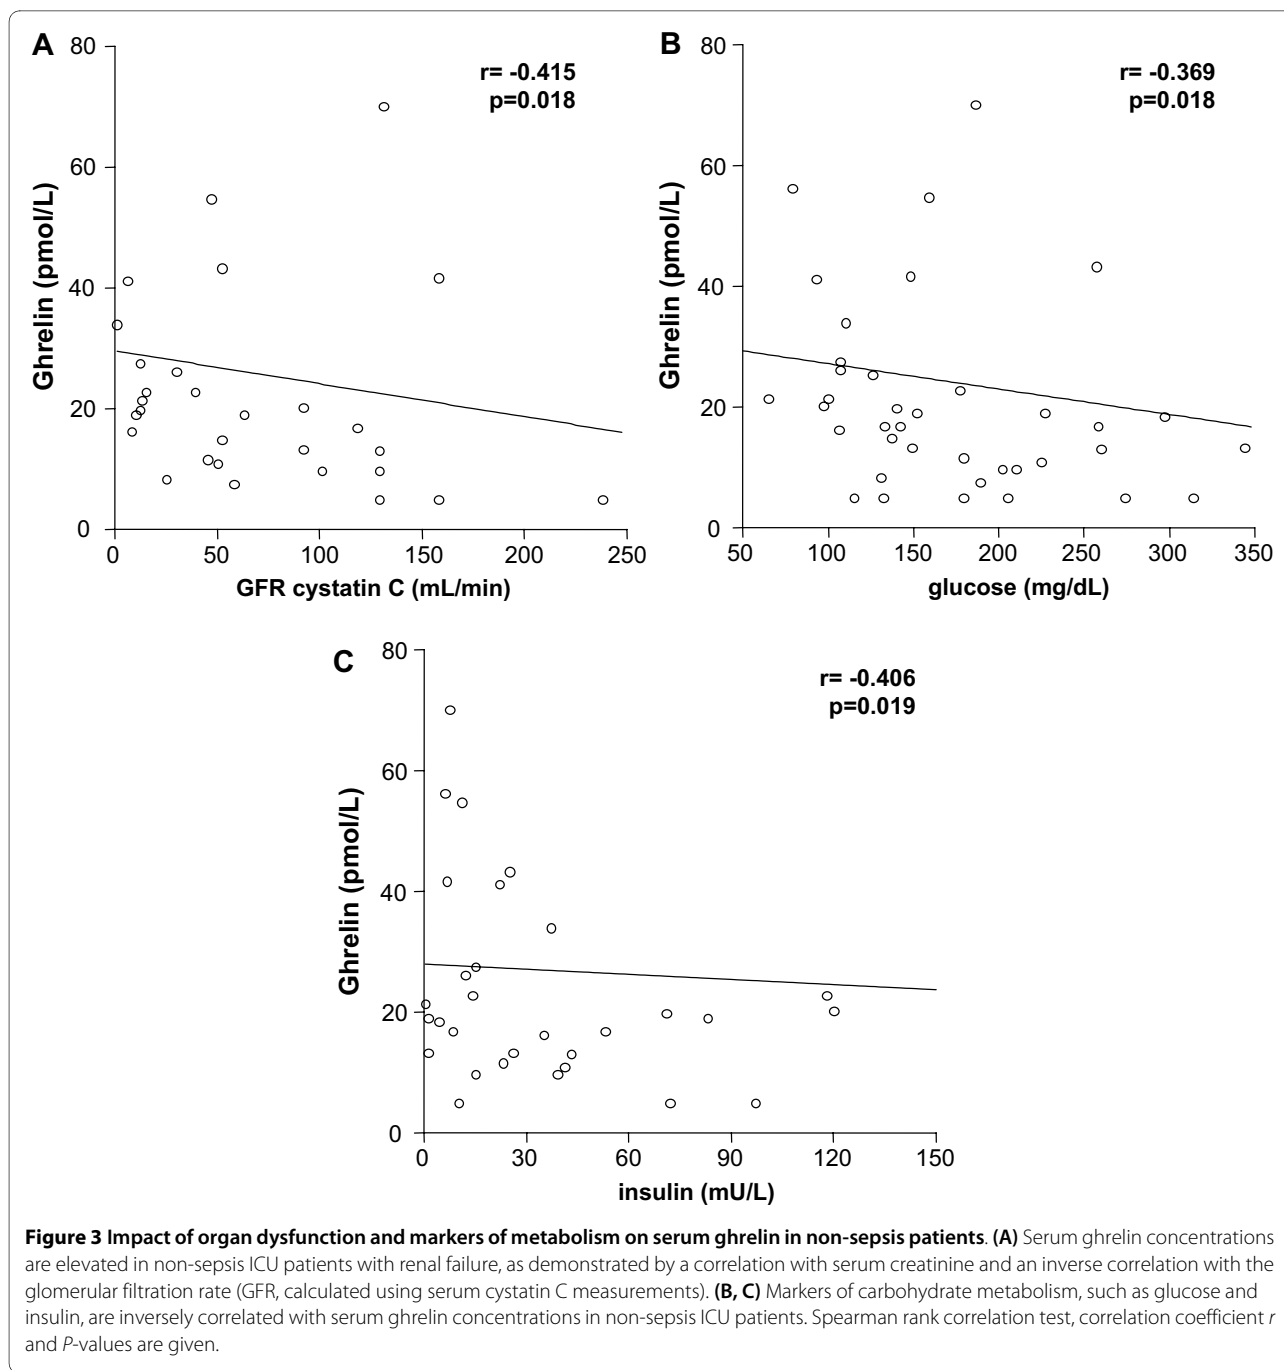 A
r= -0.415
p=0.018
80
60
40
20
0
Ghrelin (pmol/L)
0 50 100 150 200 250
GFR cystatin C (mL/min)
B
r= -0.369
p=0.018
80
60
40
20
0
Ghrelin (pmol/L)
50 100 150 200 250 300 350
glucose (mg/dL)
C
r= -0.406
p=0.019
80
60
40
20
0
Ghrelin (pmol/L)
0 30 60 90 120 150
insulin (mU/L)
Figure 3 Impact of organ dysfunction and markers of metabolism on serum ghrelin in non-sepsis patients. (A) Serum ghrelin concentrations
are elevated in non-sepsis ICU patients with renal failure, as demonstrated by a correlation with serum creatinine and an inverse correlation with the
glomerular filtration rate (GFR, calculated using serum cystatin C measurements). (B, C) Markers of carbohydrate metabolism, such as glucose and
insulin, are inversely correlated with serum ghrelin concentrations in non-sepsis ICU patients. Spearman rank correlation test, correlation coefficient r
and P-values are given.